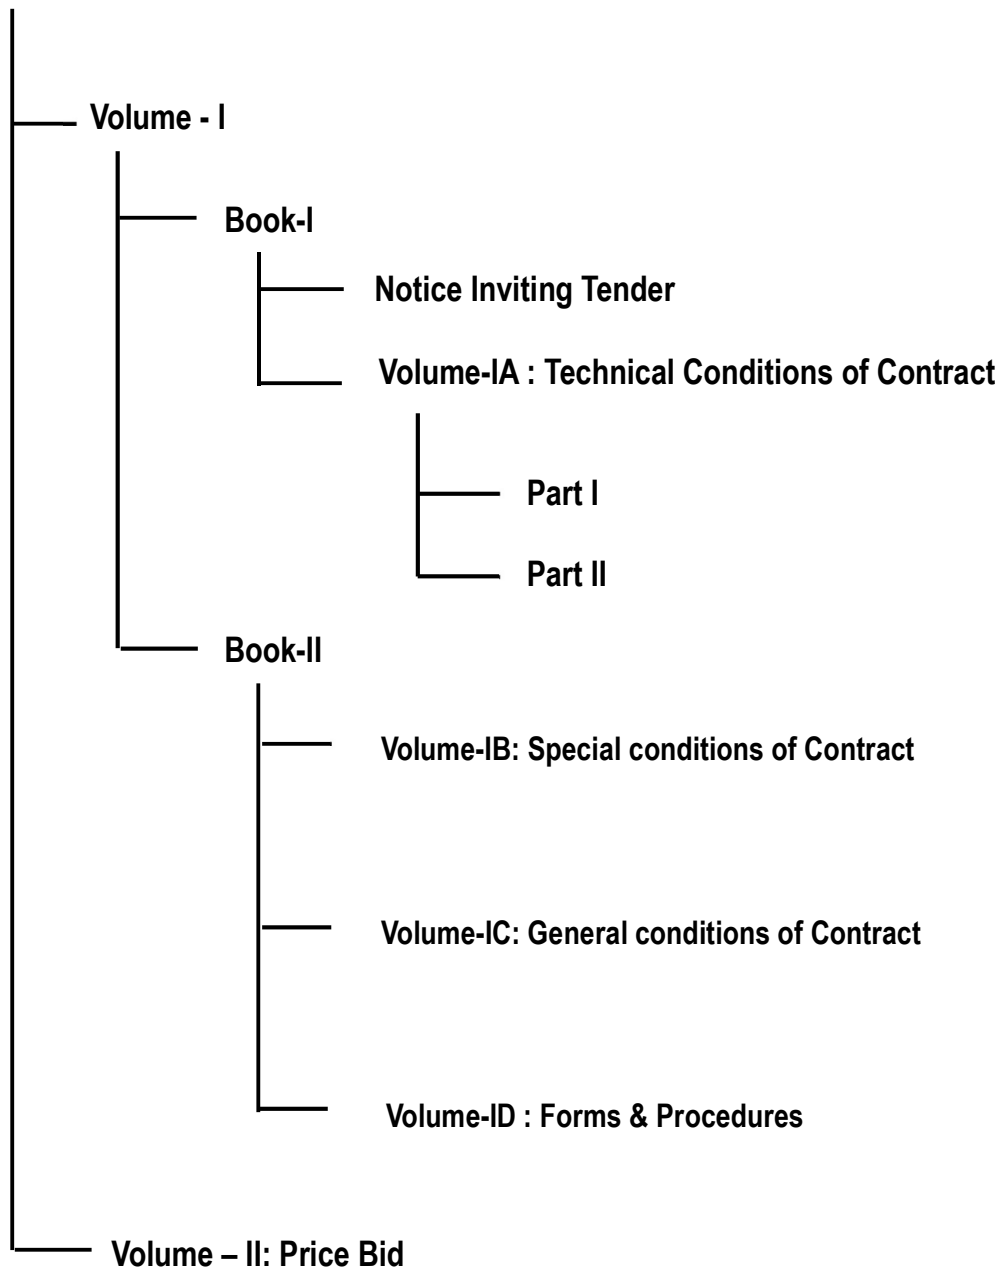 Volume - I
Book-I
Notice Inviting Tender
Volume-IA : Technical Conditions of Contract
Part I
Part II
Book-II
Volume-IB: Special conditions of Contract
Volume-IC: General conditions of Contract
Volume-ID : Forms & Procedures
Volume – II: Price Bid